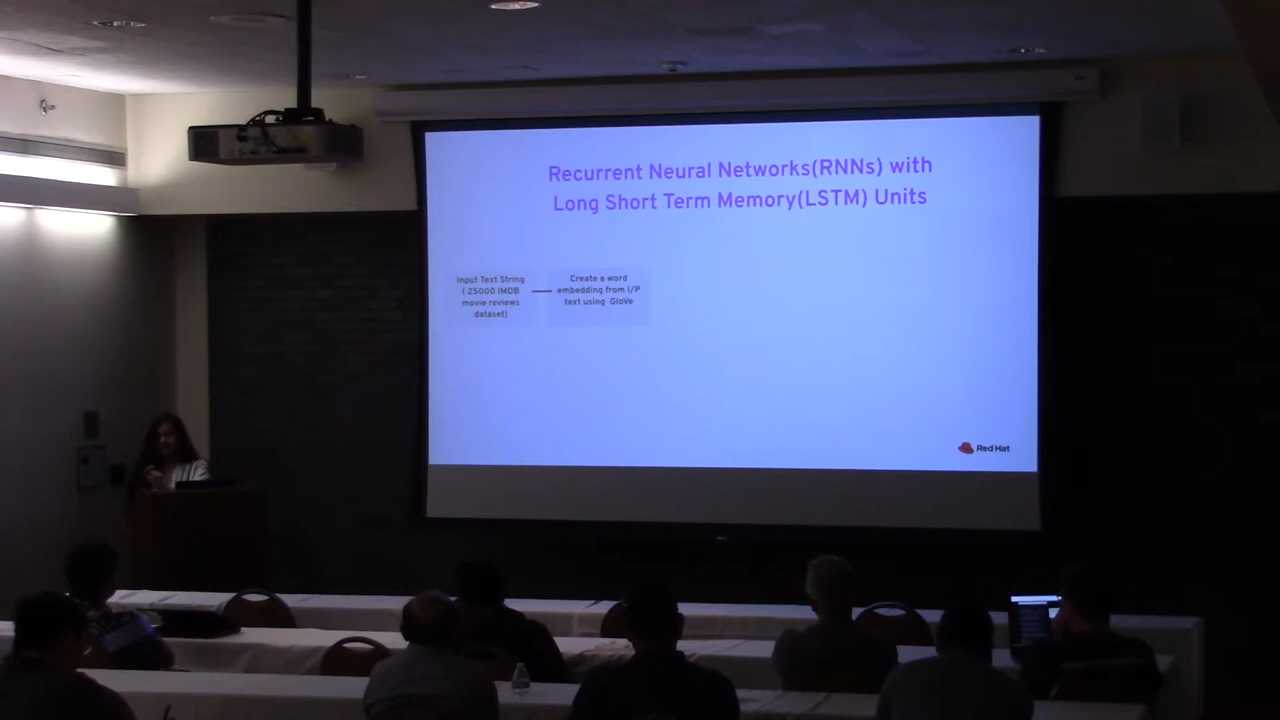 Recurrent Neural Networks(RNNs) with
Long Short Term Memory(LSTM) Units
Input Text String
( 25000 IMDB
movie reviews
dataset)
Create a word
embedding from I/P
text using GloVe
Red Hat